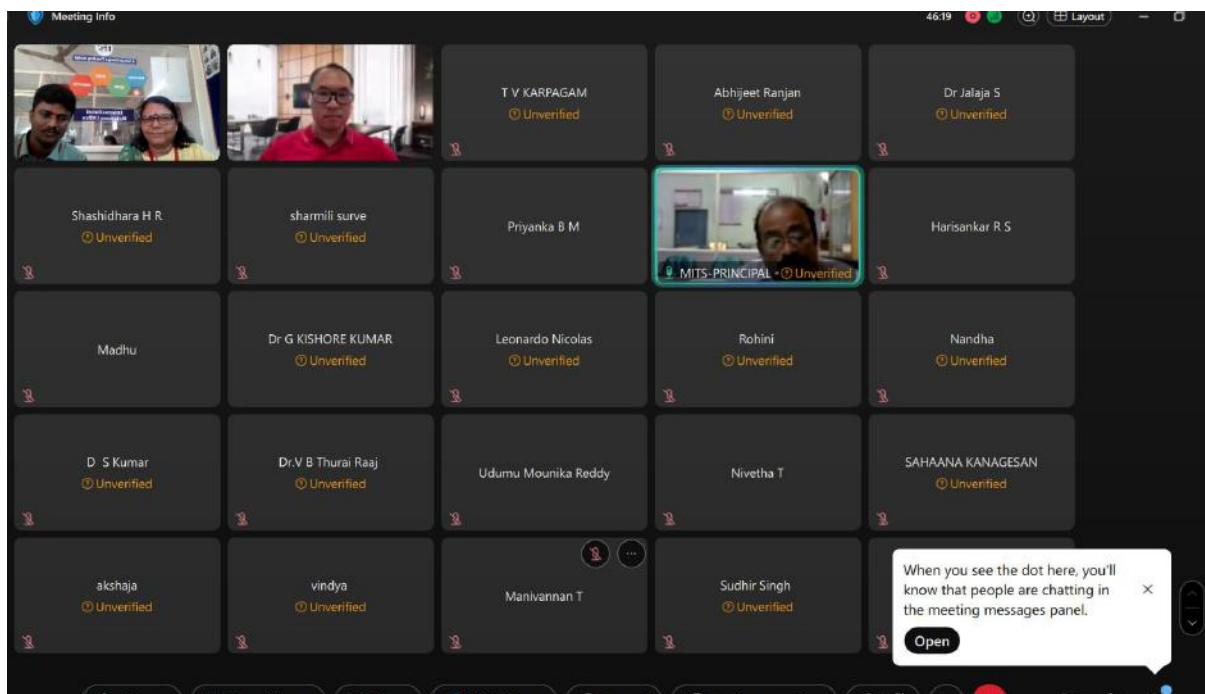 Meeting Info
46:19
Layout
T V KARPAGAM
Unverified
Abhijeet Ranjan
Unverified
Dr Jalaja S
Unverified
Shashidhara H R
Unverified
sharmili surve
Unverified
Priyanka B M
MITS-PRINCIPAL - Unverified
Harisankar R S
Madhu
Dr G KISHORE KUMAR
Unverified
Leonardo Nicolas
Unverified
Rohini
Unverified
Nandha
Unverified
D S Kumar
Unverified
Dr.V B Thurai Raaj
Unverified
Udumu Mounika Reddy
Nivetha T
SAHAANA KANAGESAN
Unverified
akshaja
Unverified
vindya
Unverified
Manivannan T
Sudhir Singh
Unverified
When you see the dot here, you'll
know that people are chatting in
the meeting messages panel.
Open